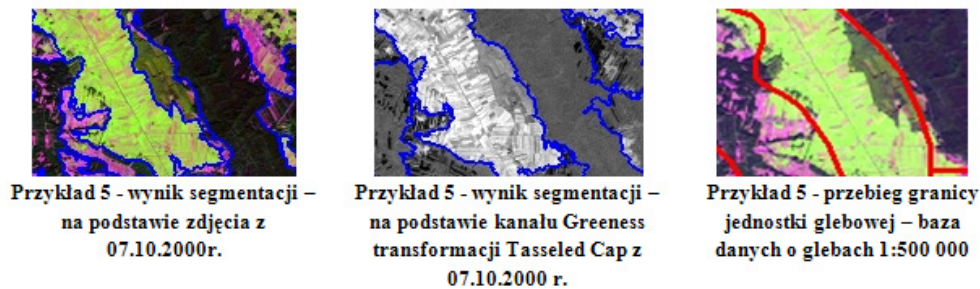 Przykład 5 - wynik segmentacji –
na podstawie zdjęcia z
07.10.2000r.
Przykład 5 - wynik segmentacji –
na podstawie kanału Greeness
transformacji Tasseled Cap z
07.10.2000 r.
Przykład 5 - przebieg granicy
jednostki glebowej – baza
danych o glebach 1:500 000